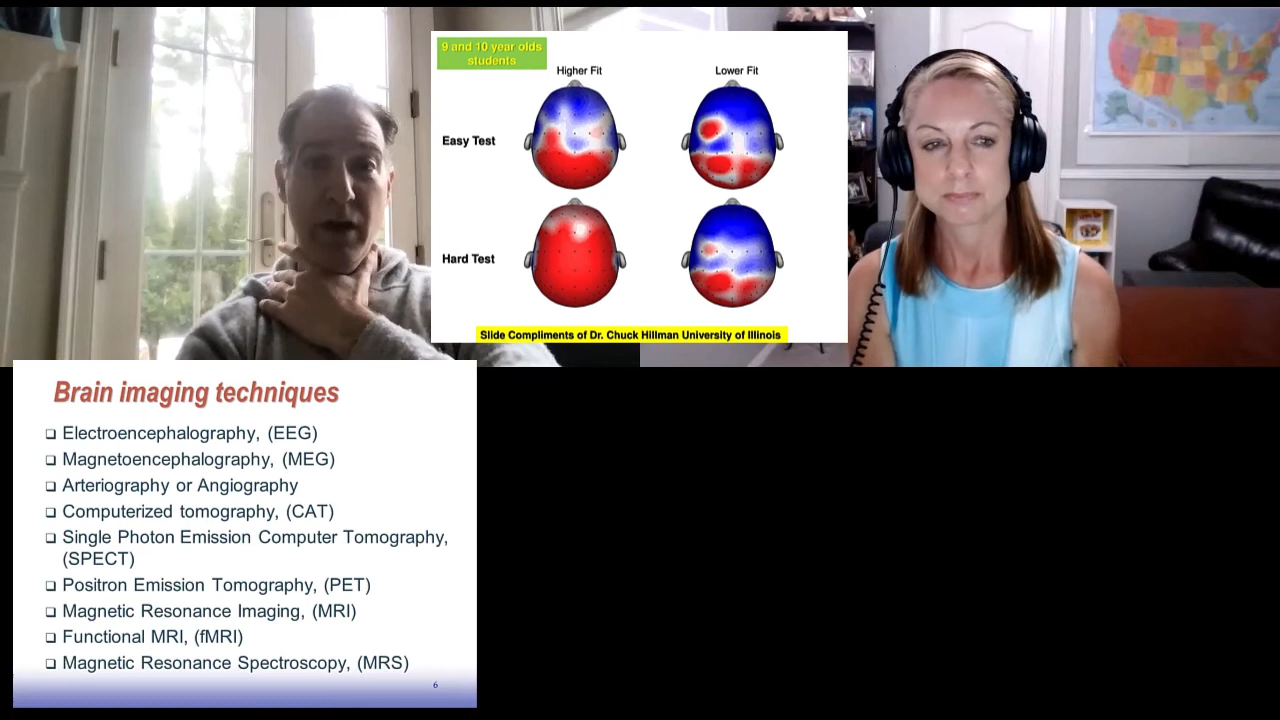 9 and 10 year olds
students
Higher Fit
Lower Fit
Easy Test
Hard Test
Slide Compliments of Dr. Chuck Hillman University of Illinois
Brain imaging techniques
Electroencephalography, (EEG)
Magnetoencephalography, (MEG)
Arteriography or Angiography
Computerized tomography, (CAT)
Single Photon Emission Computer Tomography,
(SPECT)
Positron Emission Tomography, (PET)
Magnetic Resonance Imaging, (MRI)
Functional MRI, (fMRI)
Magnetic Resonance Spectroscopy, (MRS)
6